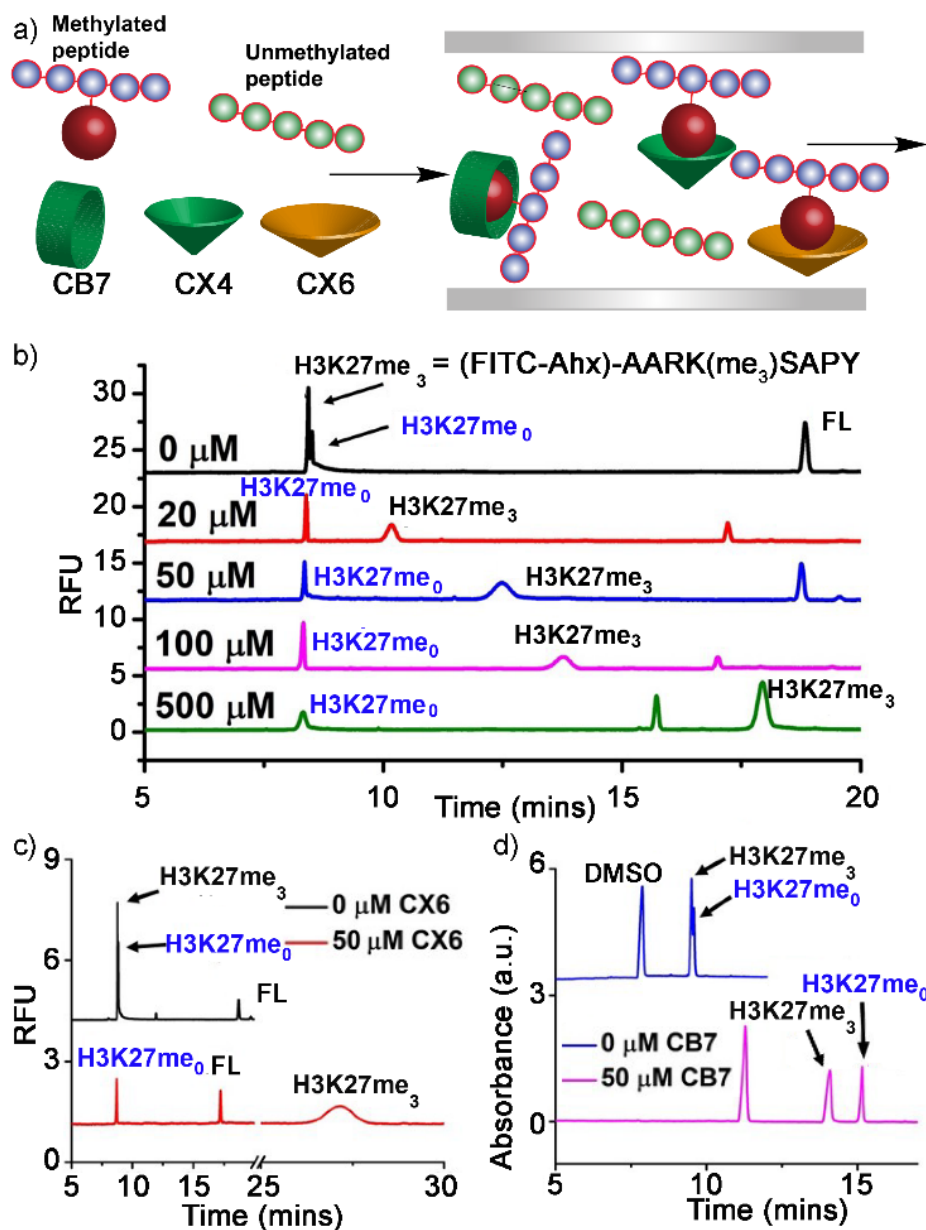 a)
Methylated
peptide
Unmethylated
peptide
CB7
CX4
CX6
b)
H3K27me₃ = (FITC-Ahx)-AARK(me₃)SAPY
30
H3K27me₀
FL
25
0 μM
H3K27me₀
20
H3K27me₃
20 μM
15
H3K27me₀
H3K27me₃
50 μM
RFU
10
H3K27me₀
H3K27me₃
100 μM
5
H3K27me₀
H3K27me₃
500 μM
0
5
10
15
20
Time (mins)
c)
9
H3K27me₃
0 μM CX6
H3K27me₀
50 μM CX6
6
FL
RFU
3
H3K27me₀
FL
H3K27me₃
0
5
10
15
20
25
30
Time (mins)
d)
6
DMSO
H3K27me₃
H3K27me₀
Absorbance (a.u.)
3
H3K27me₀
H3K27me₃
0 μM CB7
50 μM CB7
0
5
10
15
Time (mins)